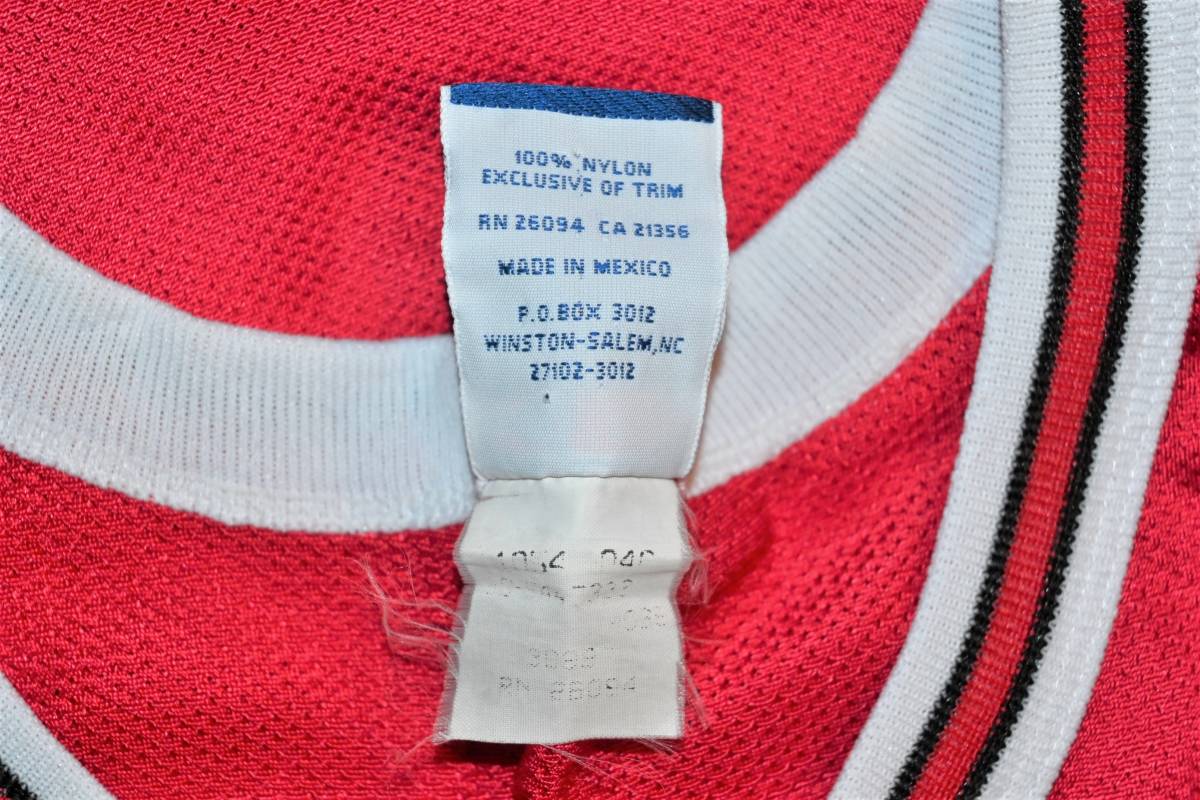 100% NYLON
EXCLUSIVE OF TRIM
RN 26094 CA 21356
MADE IN MEXICO
P.O.BOX 3012
WINSTON-SALEM,NC
27102-3012
RN 26094